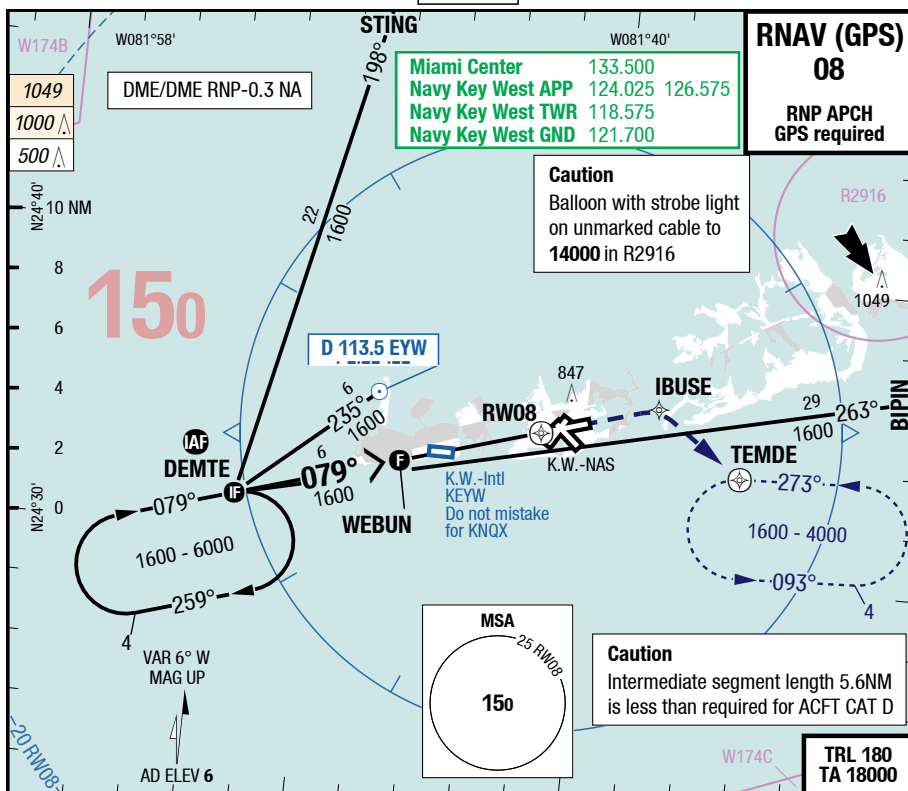 W174B
W081°58'
STING
W081°40'
RNAV (GPS)
08
RNP APCH
GPS required
1049
1000
500
DME/DME RNP-0.3 NA
198°
Miami Center 133.500
Navy Key West APP 124.025 126.575
Navy Key West TWR 118.575
Navy Key West GND 121.700
Caution
Balloon with strobe light
on unmarked cable to
14000 in R2916
R2916
N24°40'
10 NM
22
1600
8
150
1049
6
D 113.5 EYW
847
4
6
235°
1600
IBUSE
BIPIN
RW08
29
263°
1600
IAF
DEMTE
2
6
079°
1600
F
K.W.-NAS
TEMDE
IF
079°
K.W.-Intl
KEYW
Do not mistake
for KNQX
273°
N24°30'
0
WEBUN
1600 - 6000
1600 - 4000
259°
093°
4
4
MSA
25 RW08
150
VAR 6° W
MAG UP
Caution
Intermediate segment length 5.6NM
is less than required for ACFT CAT D
20 RW08
AD ELEV 6
W174C
TRL 180
TA 18000